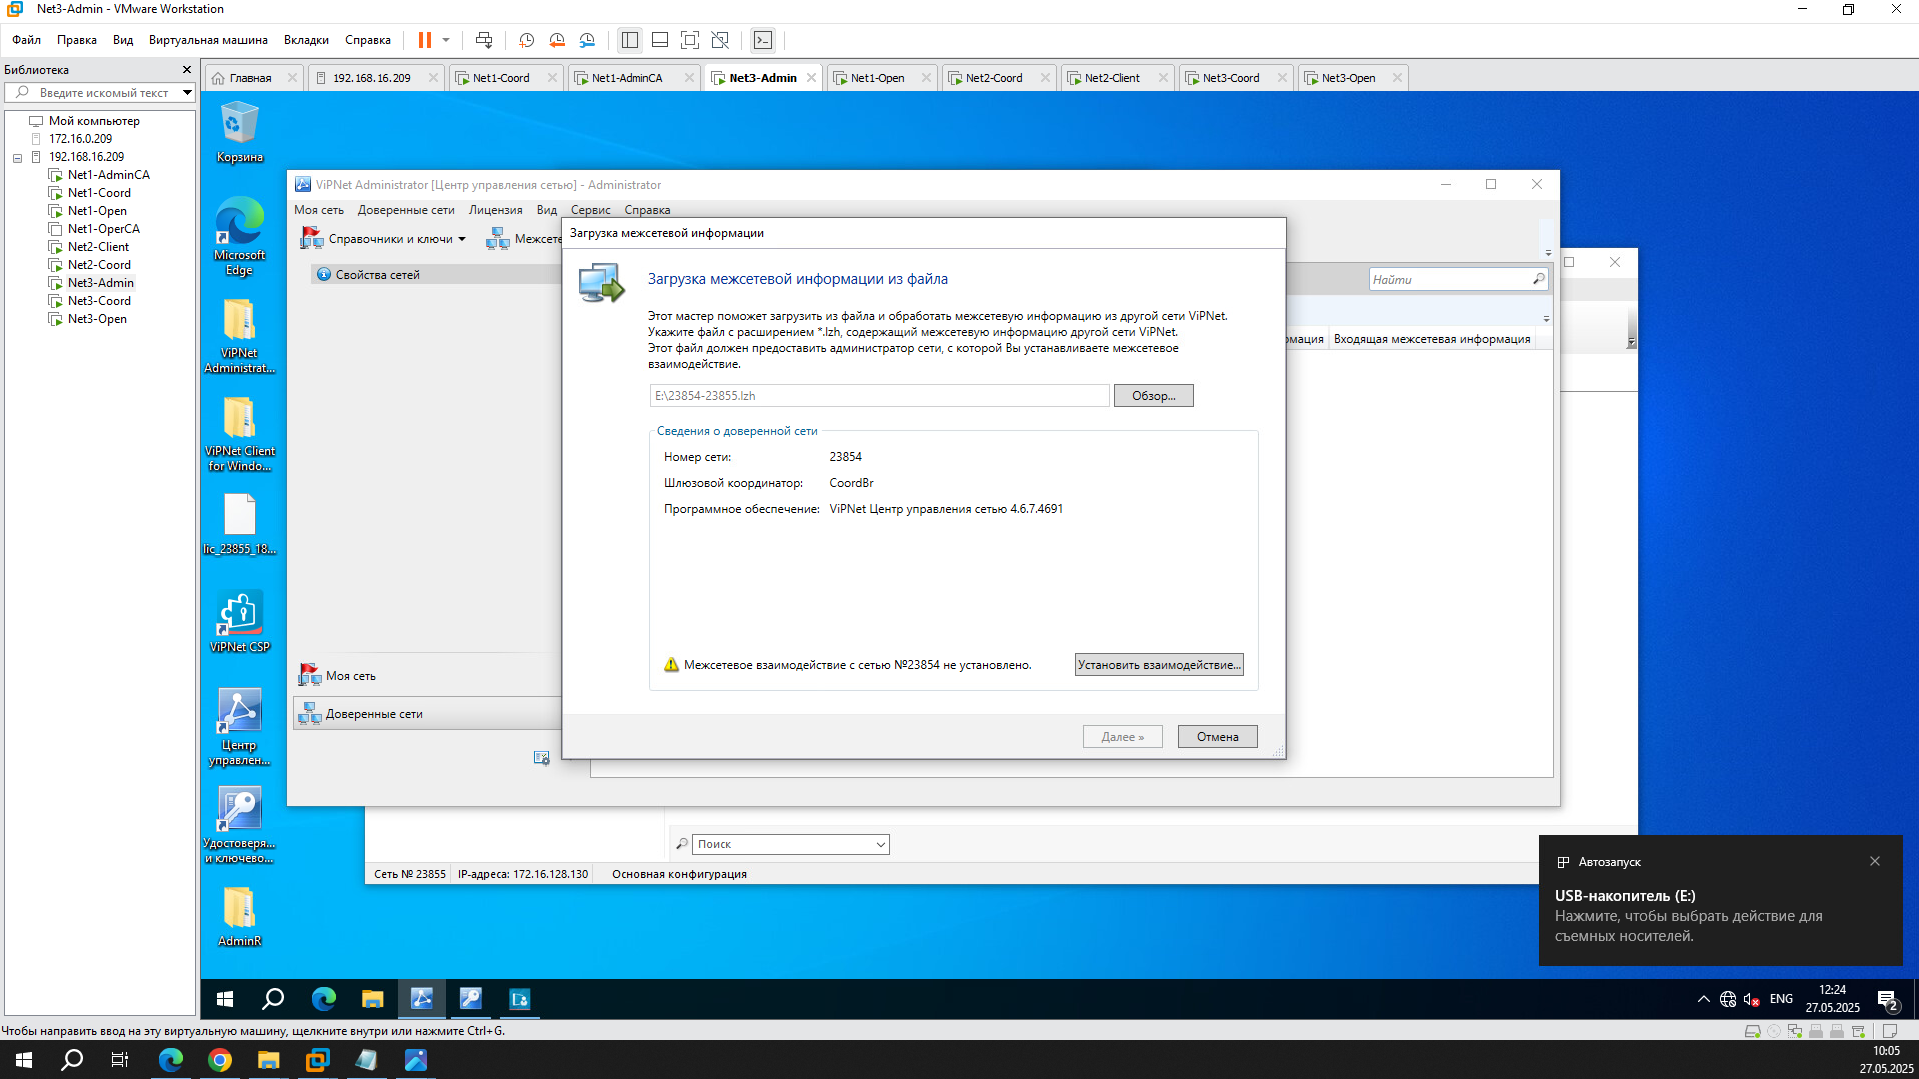 Net3-Admin - VMware Workstation
Файл Правка Вид Виртуальная машина Вкладки Справка
Библиотека
Введите искомый текст
Мой компьютер
172.16.0.209
192.168.16.209
Net1-AdminCA
Net1-Coord
Net1-Open
Net1-OperCA
Net2-Client
Net2-Coord
Net3-Admin
Net3-Coord
Net3-Open
Главная 192.168.16.209 Net1-Coord Net1-AdminCA Net3-Admin Net1-Open Net2-Coord Net2-Client Net3-Coord Net3-Open
Корзина
Microsoft Edge
ViPNet Administrat...
ViPNet Client for Windo...
lic_23855_18...
ViPNet CSP
Центр управлен...
Удостоверя... и ключево...
AdminR
ViPNet Administrator [Центр управления сетью] - Administrator
Моя сеть Доверенные сети Лицензия Вид Сервис Справка
Справочники и ключи Межсете
Свойства сетей
Найти
мация Входящая межсетевая информация
Моя сеть
Доверенные сети
Загрузка межсетевой информации
Загрузка межсетевой информации из файла
Этот мастер поможет загрузить из файла и обработать межсетевую информацию из другой сети ViPNet.
Укажите файл с расширением *.lzh, содержащий межсетевую информацию другой сети ViPNet.
Этот файл должен предоставить администратор сети, с которой Вы устанавливаете межсетевое
взаимодействие.
E:\23854-23855.lzh Обзор...
Сведения о доверенной сети
Номер сети: 23854
Шлюзовой координатор: CoordBr
Программное обеспечение: ViPNet Центр управления сетью 4.6.7.4691
Межсетевое взаимодействие с сетью №23854 не установлено. Установить взаимодействие...
Далее » Отмена
Поиск
Сеть № 23855 IP-адреса: 172.16.128.130 Основная конфигурация
Автозапуск
USB-накопитель (E:)
Нажмите, чтобы выбрать действие для
съемных носителей.
ENG 12:24
27.05.2025
2
Чтобы направить ввод на эту виртуальную машину, щелкните внутри или нажмите Ctrl+G.
10:05
27.05.2025